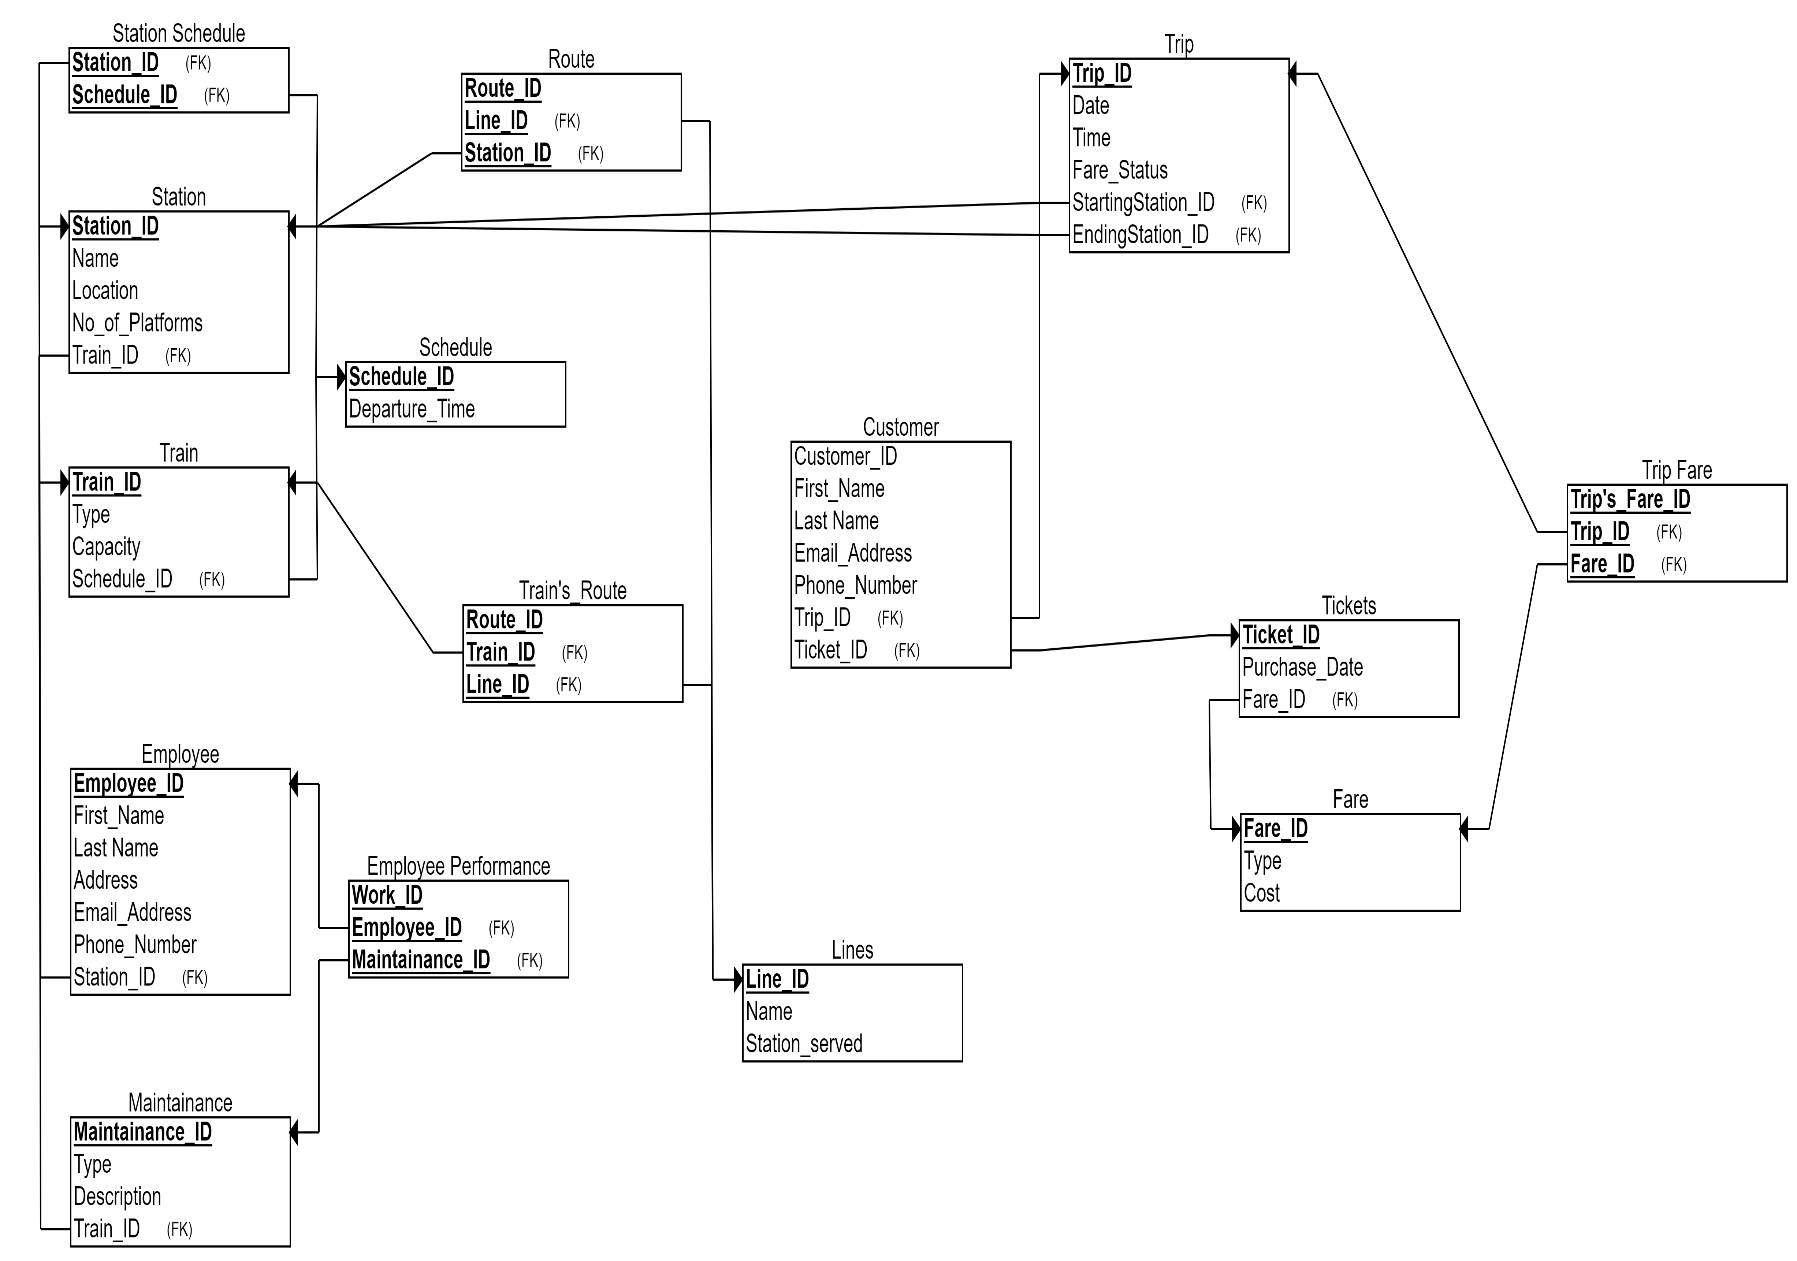 Station Schedule
Station_ID (FK)
Schedule_ID (FK)
Route
Route_ID
Line_ID (FK)
Station_ID (FK)
Trip
Trip_ID
Date
Time
Fare_Status
StartingStation_ID (FK)
EndingStation_ID (FK)
Station
Station_ID
Name
Location
No_of_Platforms
Train_ID (FK)
Schedule
Schedule_ID
Departure_Time
Customer
Customer_ID
First_Name
Last Name
Email_Address
Phone_Number
Trip_ID (FK)
Ticket_ID (FK)
Train
Train_ID
Type
Capacity
Schedule_ID (FK)
Trip Fare
Trip's_Fare_ID
Trip_ID (FK)
Fare_ID (FK)
Train's_Route
Route_ID
Train_ID (FK)
Line_ID (FK)
Tickets
Ticket_ID
Purchase_Date
Fare_ID (FK)
Employee
Employee_ID
First_Name
Last Name
Address
Email_Address
Phone_Number
Station_ID (FK)
Fare
Fare_ID
Type
Cost
Employee Performance
Work_ID
Employee_ID (FK)
Maintainance_ID (FK)
Lines
Line_ID
Name
Station_served
Maintainance
Maintainance_ID
Type
Description
Train_ID (FK)